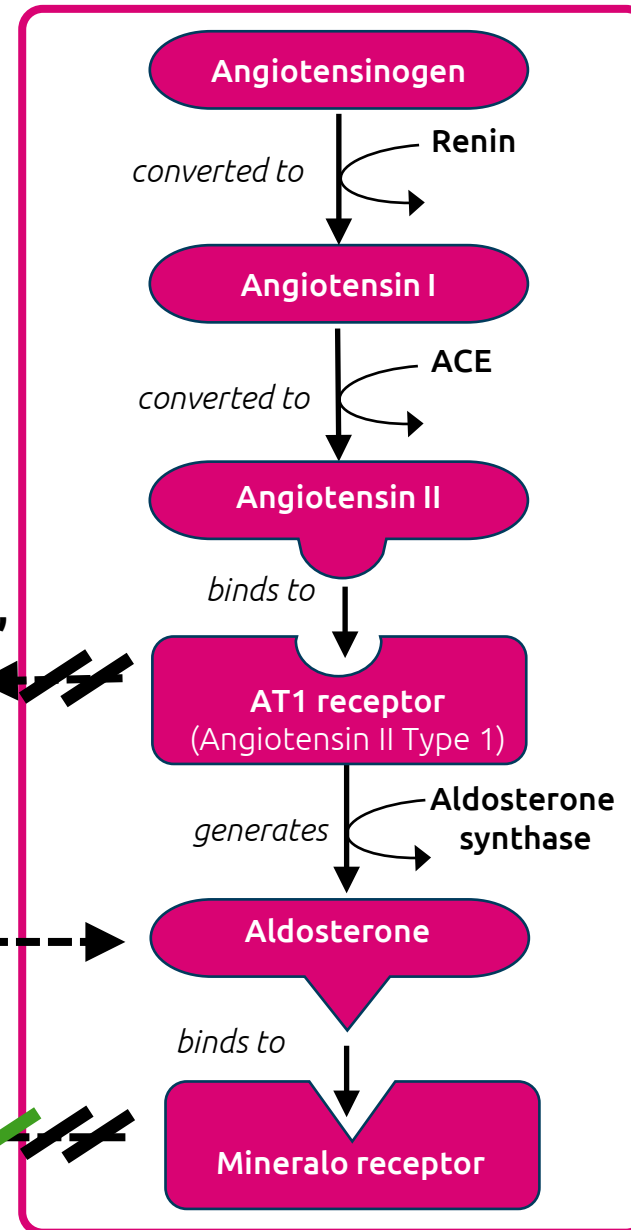 Angiotensinogen
Renin
converted to
Angiotensin I
ACE
converted to
Angiotensin II
binds to
AT1 receptor
(Angiotensin II Type 1)
Aldosterone
synthase
generates
Aldosterone
binds to
Mineralo receptor